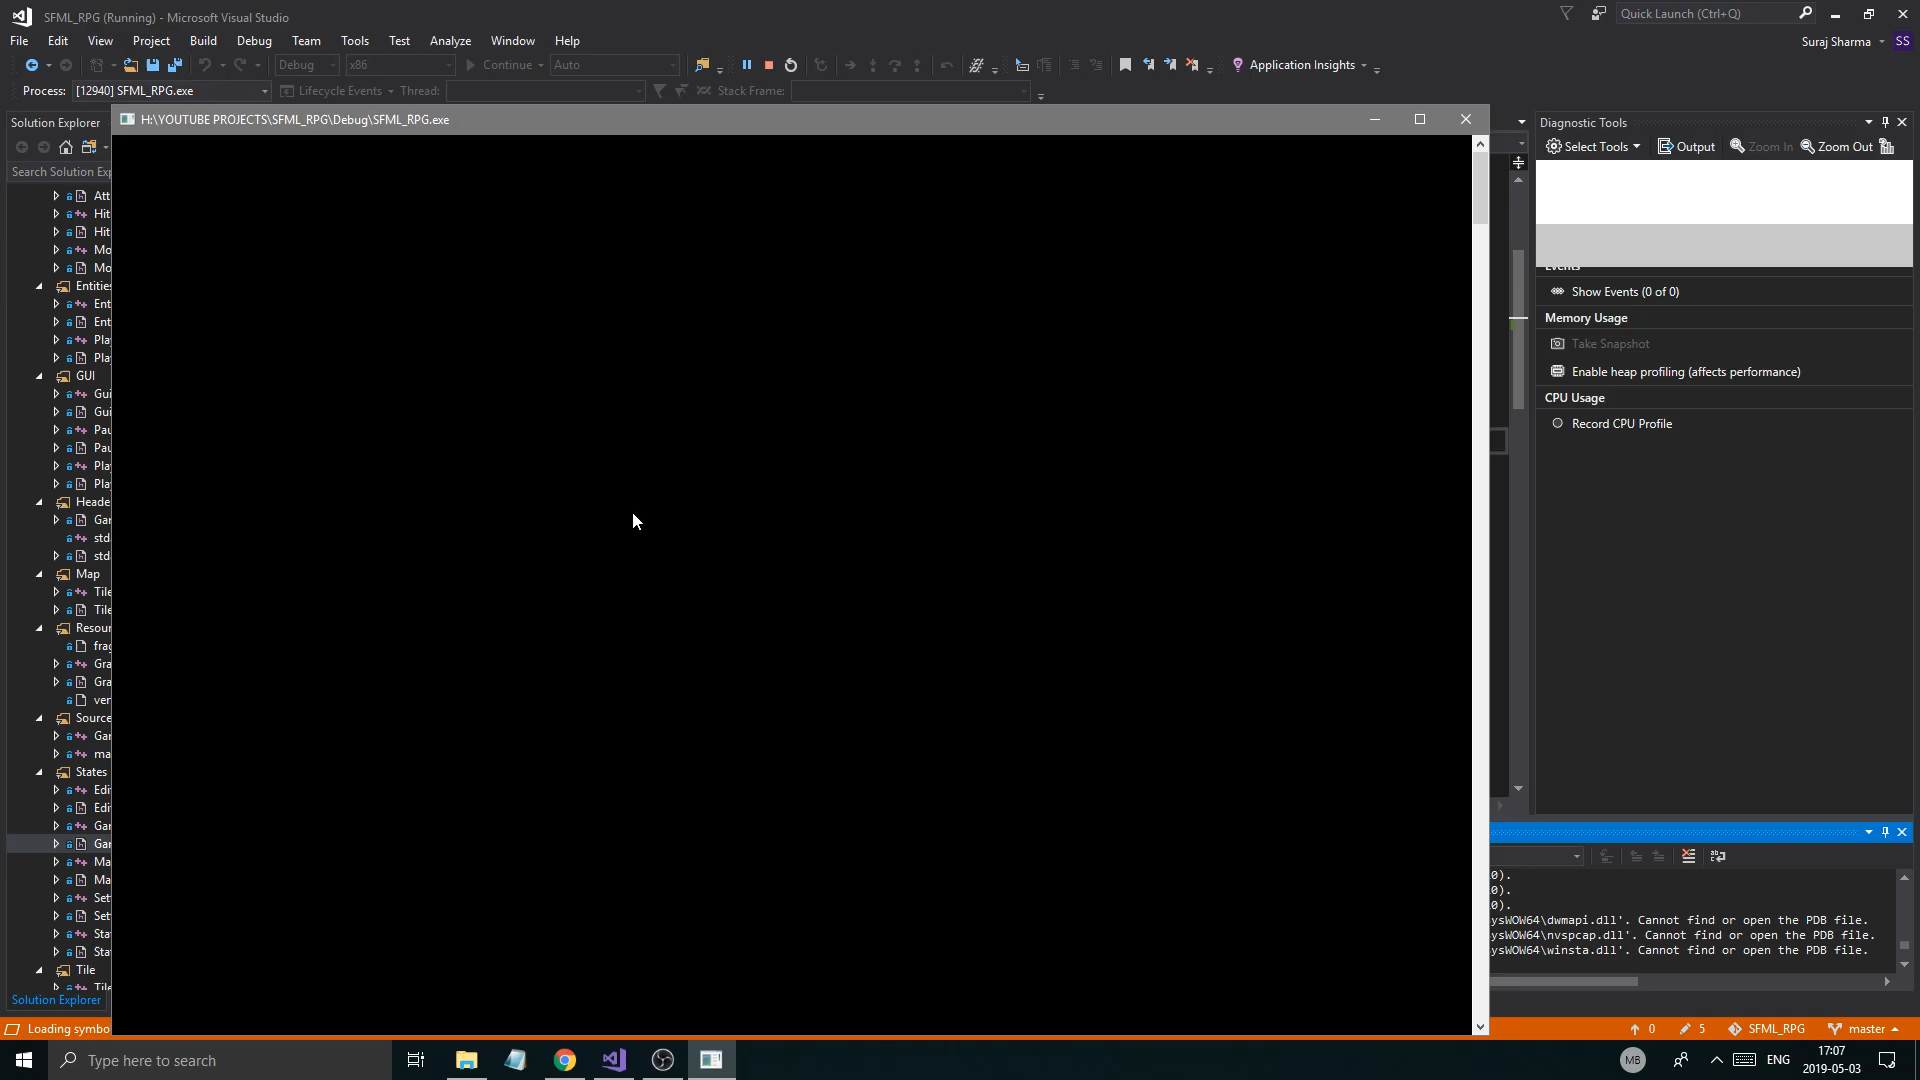 SFML_RPG (Running) - Microsoft Visual Studio
Quick Launch (Ctrl+Q)
File Edit View Project Build Debug Team Tools Test Analyze Window Help
Suraj Sharma SS
Debug x86 Continue Auto Application Insights
Process: [12940] SFML_RPG.exe Lifecycle Events Thread: Stack Frame:
Solution Explorer
H:\YOUTUBE PROJECTS\SFML_RPG\Debug\SFML_RPG.exe
Diagnostic Tools
Select Tools Output Zoom In Zoom Out
Search Solution Exp
Att
Hit
Hit
Mo
Mo
Entities
Ent
Ent
Play
Play
GUI
Gui
Gui
Pau
Pau
Play
Play
Heade
Gar
std
std
Map
Tile
Tile
Resour
frag
Gra
Gra
ver
Source
Gar
ma
States
Edi
Edi
Gar
Gar
Ma
Ma
Set
Set
Sta
Sta
Tile
Tile
Solution Explorer
Events
Show Events (0 of 0)
Memory Usage
Take Snapshot
Enable heap profiling (affects performance)
CPU Usage
Record CPU Profile
0).
0).
0).
ysWOW64\dwmapi.dll'. Cannot find or open the PDB file.
ysWOW64\nvspcap.dll'. Cannot find or open the PDB file.
ysWOW64\winsta.dll'. Cannot find or open the PDB file.
Loading symbo
0 5 SFML_RPG master
Type here to search
MB
ENG
17:07
2019-05-03